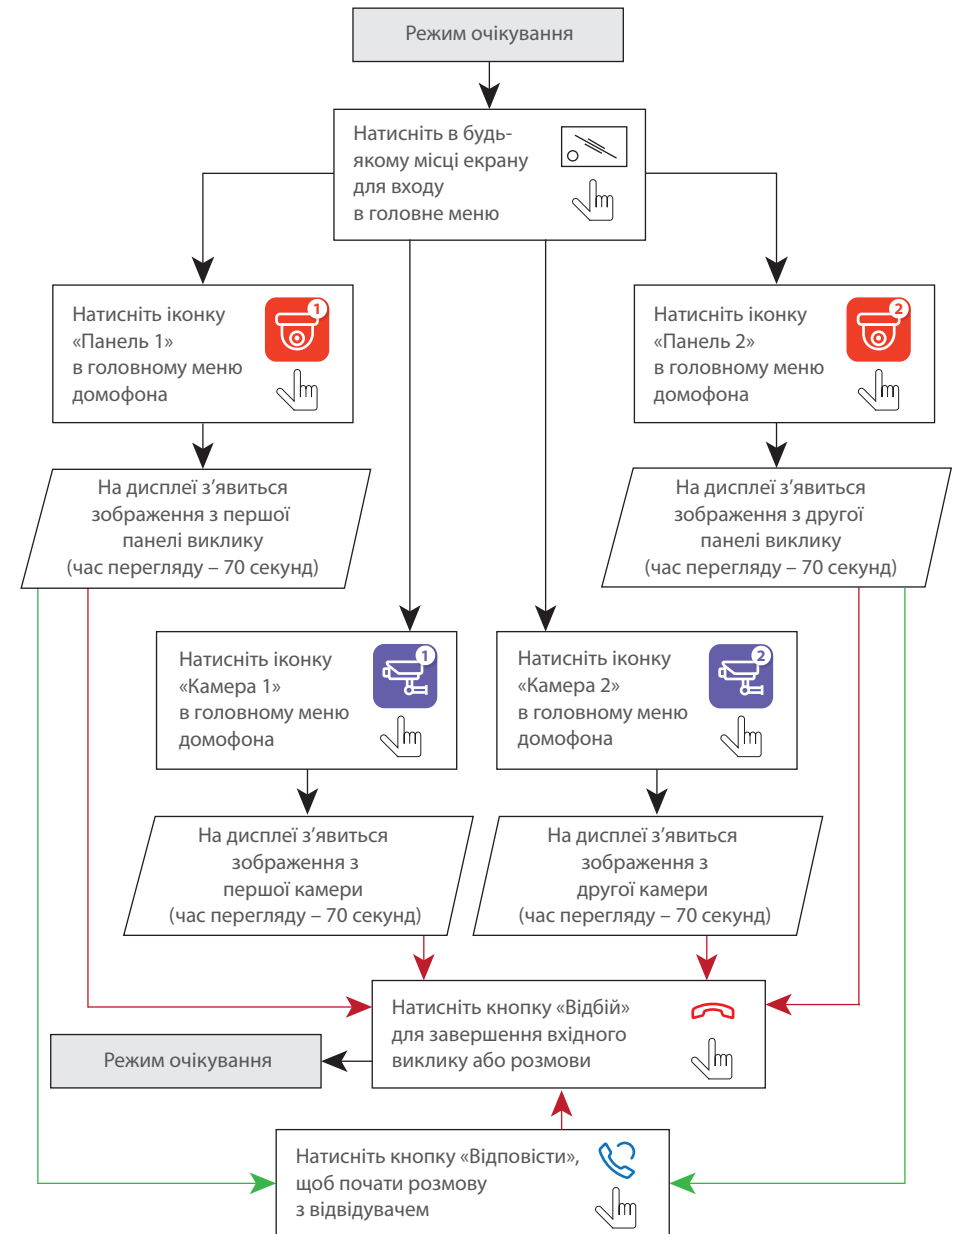 Режим очікування
Натисніть в будь-
якому місці екрану
для входу
в головне меню
Натисніть іконку
«Панель 1»
в головному меню
домофона
1
Натисніть іконку
«Панель 2»
в головному меню
домофона
2
На дисплеї з’явиться
зображення з першої
панелі виклику
(час перегляду – 70 секунд)
На дисплеї з’явиться
зображення з другої
панелі виклику
(час перегляду – 70 секунд)
Натисніть іконку
«Камера 1»
в головному меню
домофона
1
Натисніть іконку
«Камера 2»
в головному меню
домофона
2
На дисплеї з’явиться
зображення з
першої камери
(час перегляду – 70 секунд)
На дисплеї з’явиться
зображення з
другої камери
(час перегляду – 70 секунд)
Натисніть кнопку «Відбій»
для завершення вхідного
виклику або розмови
Режим очікування
Натисніть кнопку «Відповісти»,
щоб почати розмову
з відвідувачем